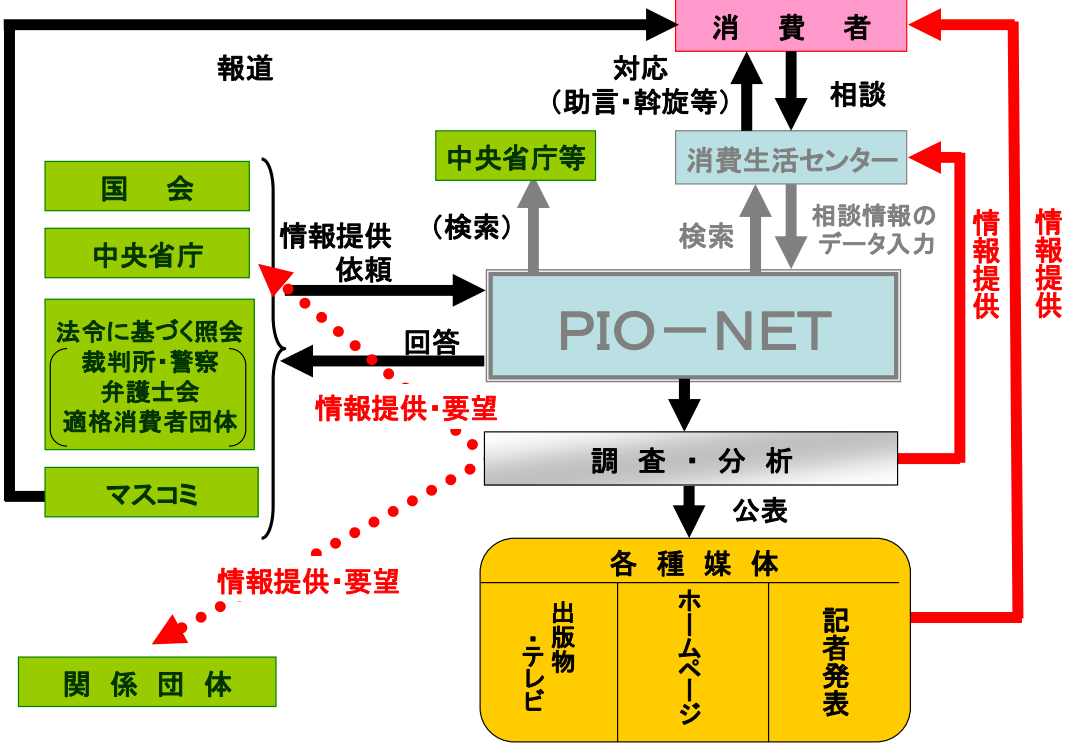 消 費 者
報道
対応
（助言・斡旋等）
相談
中央省庁等
消費生活センター
国 会
情報提供
依頼
（検索）
検索
相談情報の
データ入力
情報提供
情報提供
中央省庁
法令に基づく照会
裁判所・警察
弁護士会
適格消費者団体
PIO－NET
回答
情報提供・要望
調 査 ・ 分 析
マスコミ
公表
各 種 媒 体
情報提供・要望
出版物
・テレビ
ホームページ
記者発表
関 係 団 体